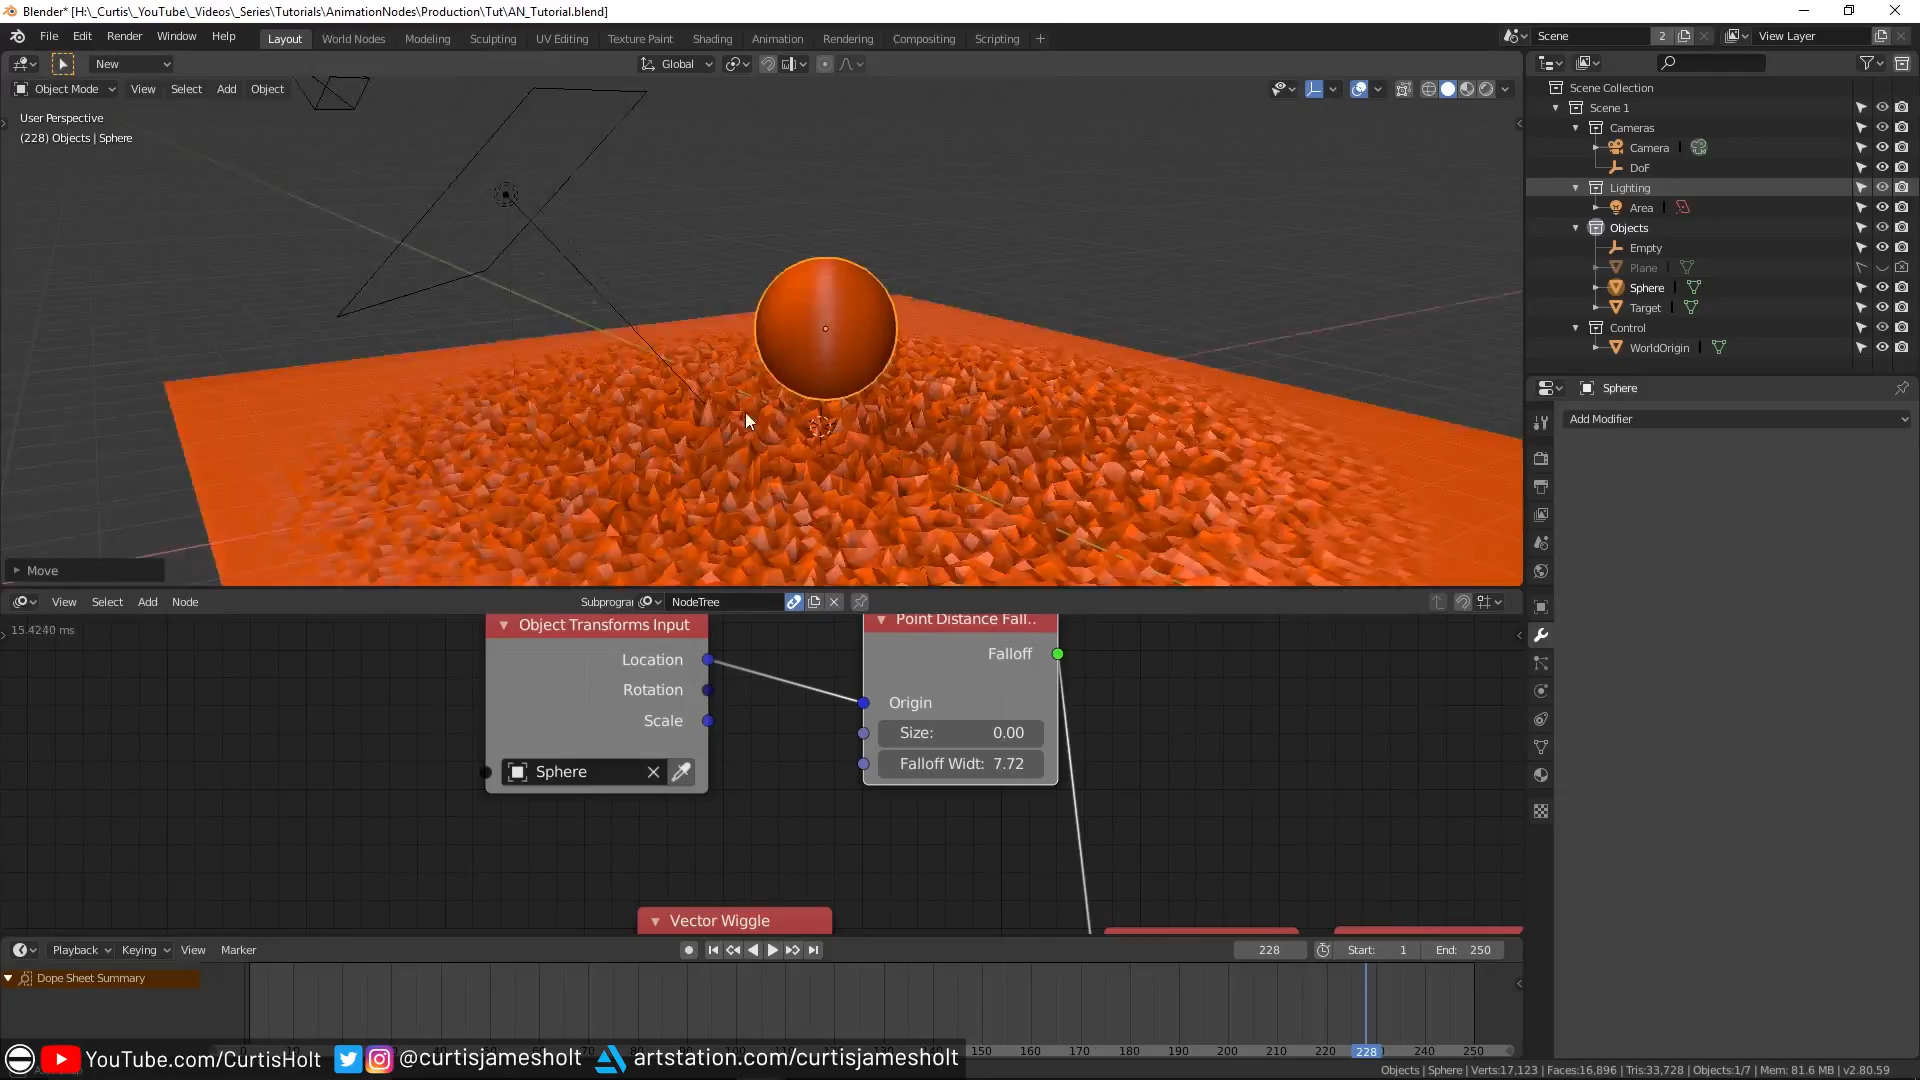 Blender* [H:\_Curtis\_YouTube\_Videos\_Series\Tutorials\AnimationNodes\Production\Tut\AN_Tutorial.blend]
File Edit Render Window Help
Layout World Nodes Modeling Sculpting UV Editing Texture Paint Shading Animation Rendering Compositing Scripting +
Scene 2
View Layer
New
Global
Object Mode View Select Add Object
User Perspective
(228) Objects | Sphere
Move
Scene Collection
Scene 1
Cameras
Camera
DoF
Lighting
Area
Objects
Empty
Plane
Sphere
Target
Control
WorldOrigin
Sphere
Add Modifier
View Select Add Node
Subprogra
NodeTree
15.4240 ms
Object Transforms Input
Location
Rotation
Scale
Sphere
Point Distance Fall..
Falloff
Origin
Size: 0.00
Falloff Widt: 7.72
Vector Wiggle
Playback Keying View Marker
228
Start: 1
End: 250
Dope Sheet Summary
150 160 170 180 190 200 210 220 228 240 250
YouTube.com/CurtisHolt
@curtisjamesholt
artstation.com/curtisjamesholt
Objects | Sphere | Verts:17,123 | Faces:16,896 | Tris:33,728 | Objects:1/7 | Mem: 81.6 MB | v2.80.59